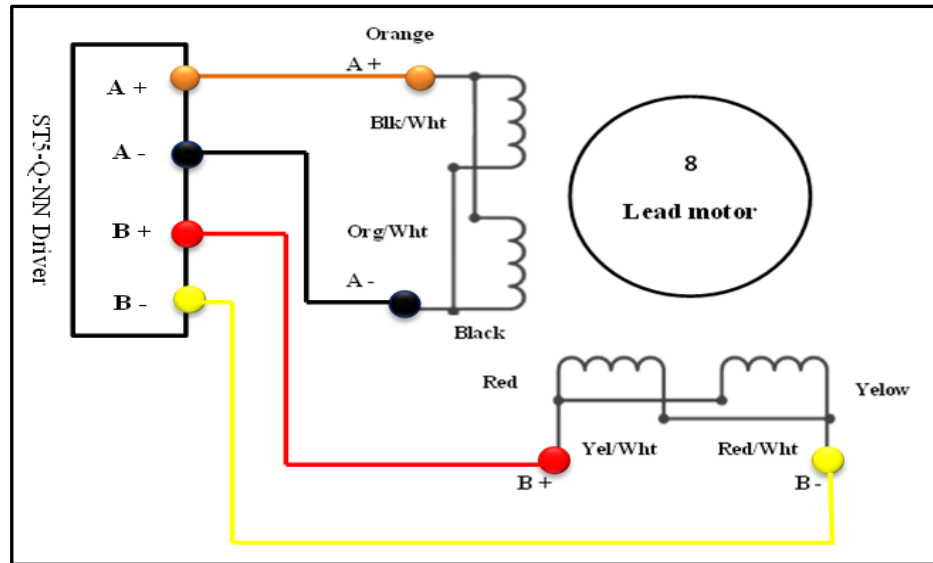 ST5-Q-NN Driver
A +
A -
B +
B -
Orange
A +
Blk/Wht
Org/Wht
A -
Black
8
Lead motor
Red
Yelow
Yel/Wht
Red/Wht
B +
B -